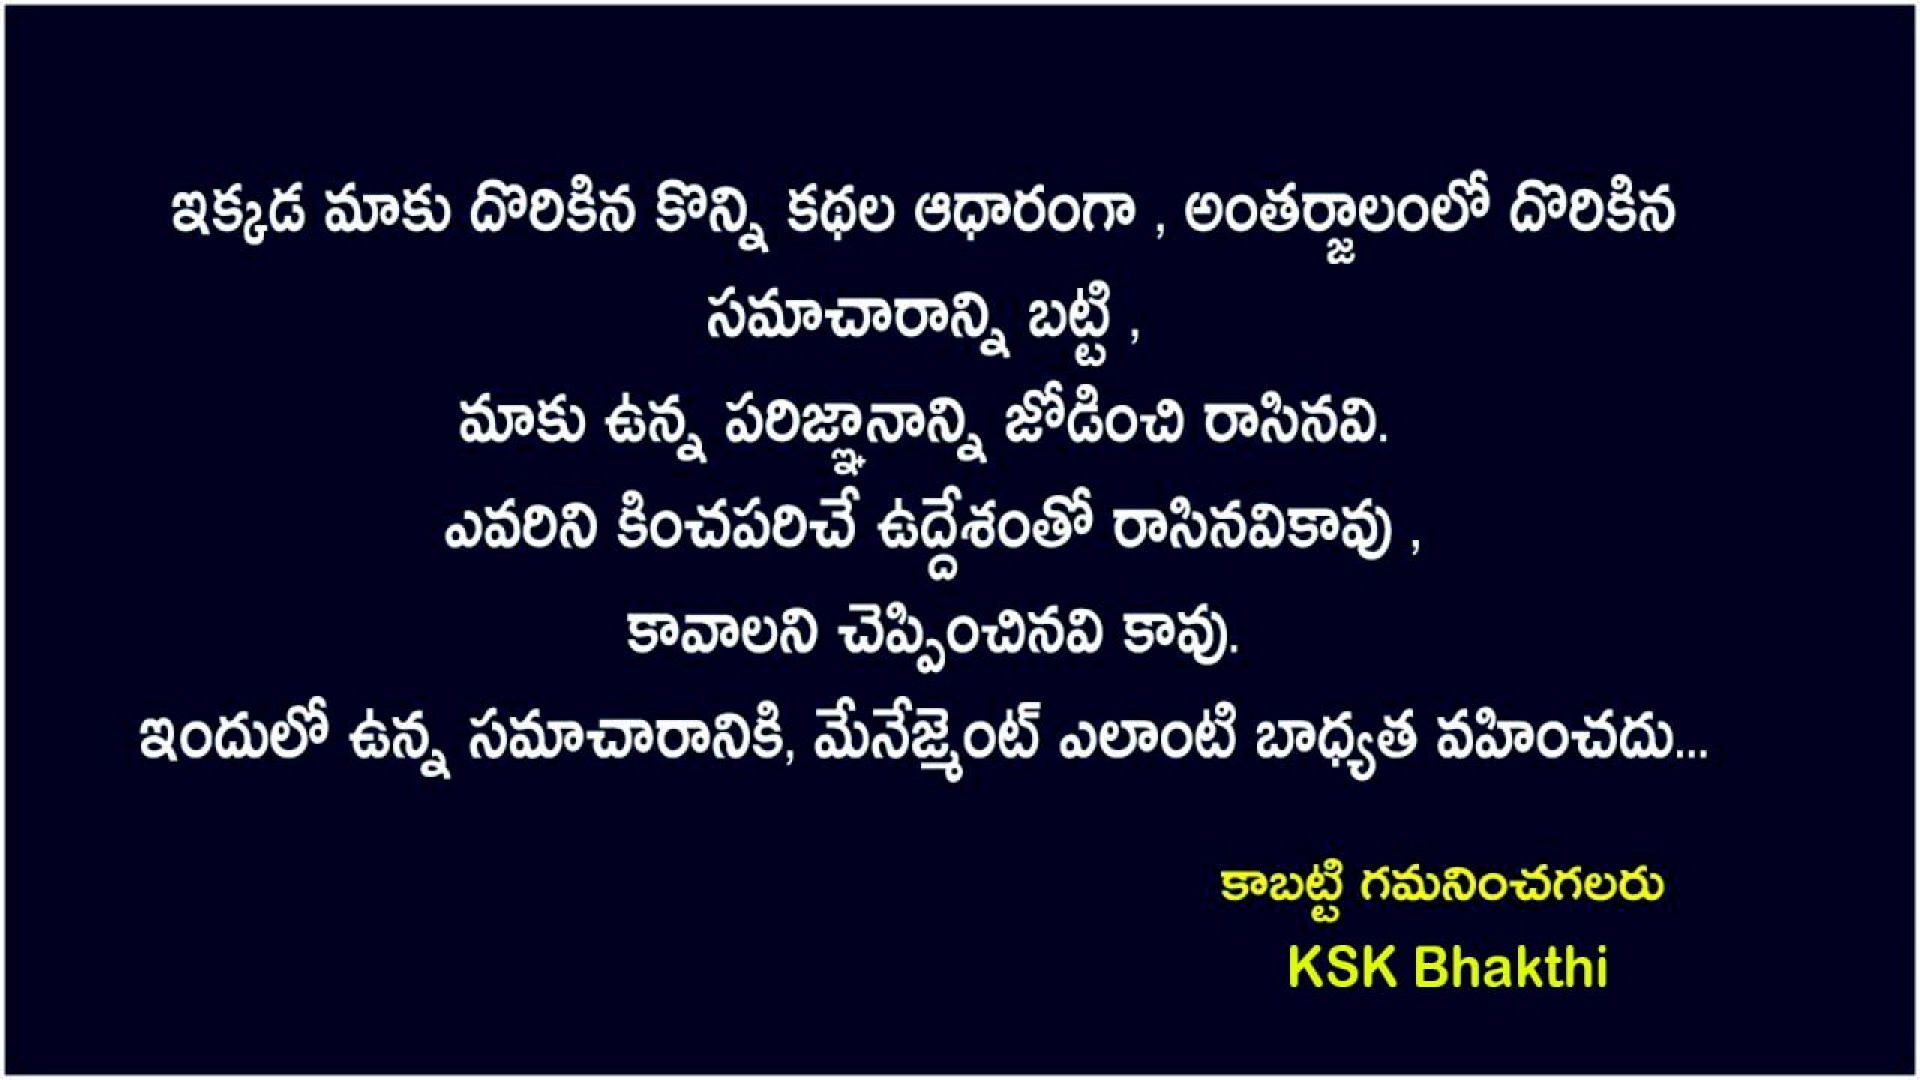 ఇక్కడ మాకు దొరికిన కొన్ని కథల ఆధారంగా , అంతర్జాలంలో దొరికిన
సమాచారాన్ని బట్టి ,
మాకు ఉన్న పరిజ్ఞానాన్ని జోడించి రాసినవి.
ఎవరిని కించపరిచే ఉద్దేశంతో రాసినవికావు ,
కావాలని చెప్పించినవి కావు.
ఇందులో ఉన్న సమాచారానికి, మేనేజ్మెంట్ ఎలాంటి బాధ్యత వహించదు...
కాబట్టి గమనించగలరు
KSK Bhakthi